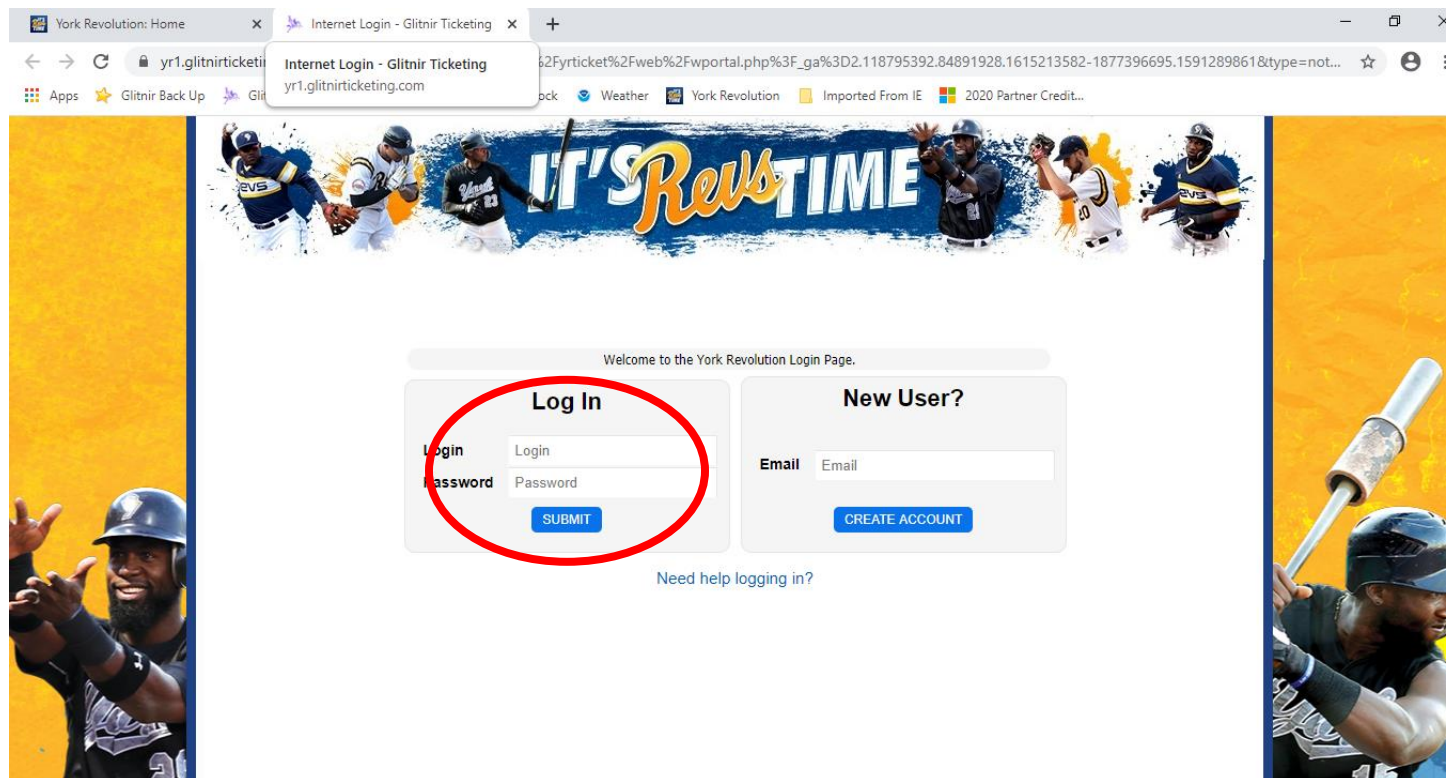 York Revolution: Home
Internet Login - Glitnir Ticketing
yr1.glitnirticketi
2Fyrticket%2Fweb%2Fwportal.php%3F_ga%3D2.118795392.84891928.1615213582-1877396695.1591289861&type=not...
Internet Login - Glitnir Ticketing
yr1.glitnirticketing.com
Apps Glitnir Back Up Gli ock Weather York Revolution Imported From IE 2020 Partner Credit...
IT'S Revs TIME
Welcome to the York Revolution Login Page.
Log In
Login Login
Password Password
SUBMIT
New User?
Email Email
CREATE ACCOUNT
Need help logging in?